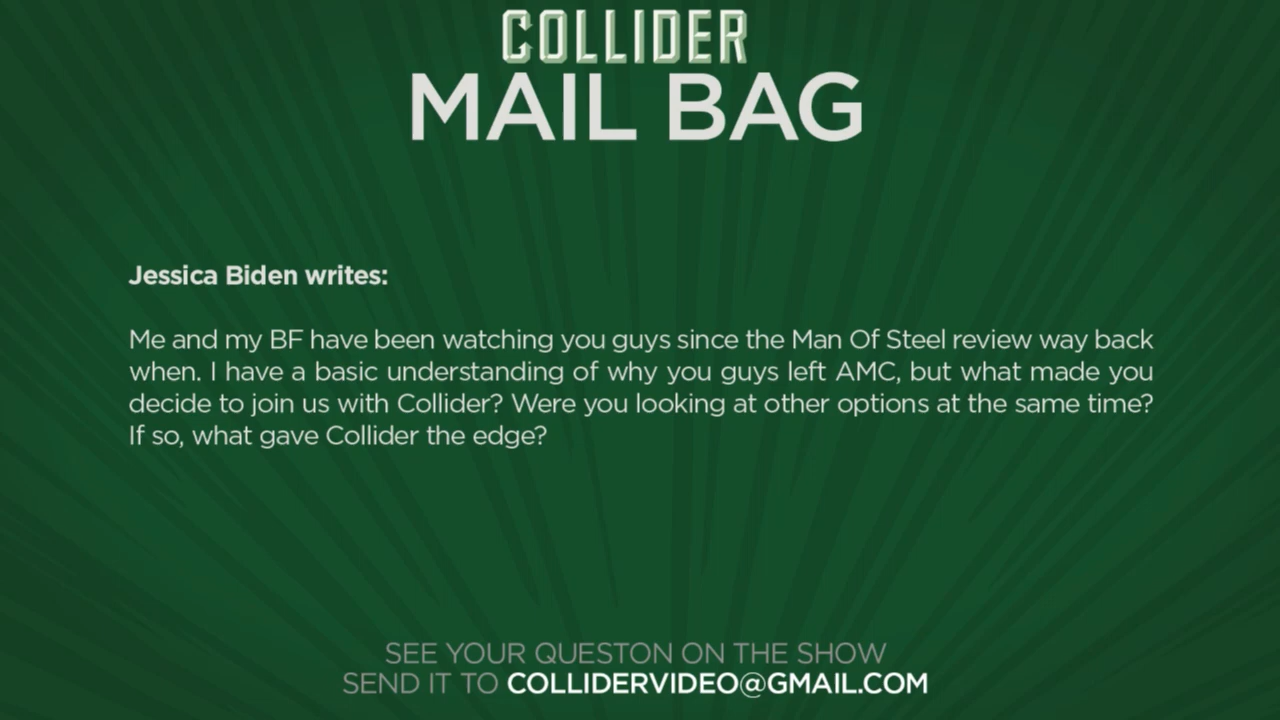 COLLIDER
MAIL BAG
Jessica Biden writes:
Me and my BF have been watching you guys since the Man Of Steel review way back
when. I have a basic understanding of why you guys left AMC, but what made you
decide to join us with Collider? Were you looking at other options at the same time?
If so, what gave Collider the edge?
SEE YOUR QUESTON ON THE SHOW
SEND IT TO COLLIDERVIDEO@GMAIL.COM